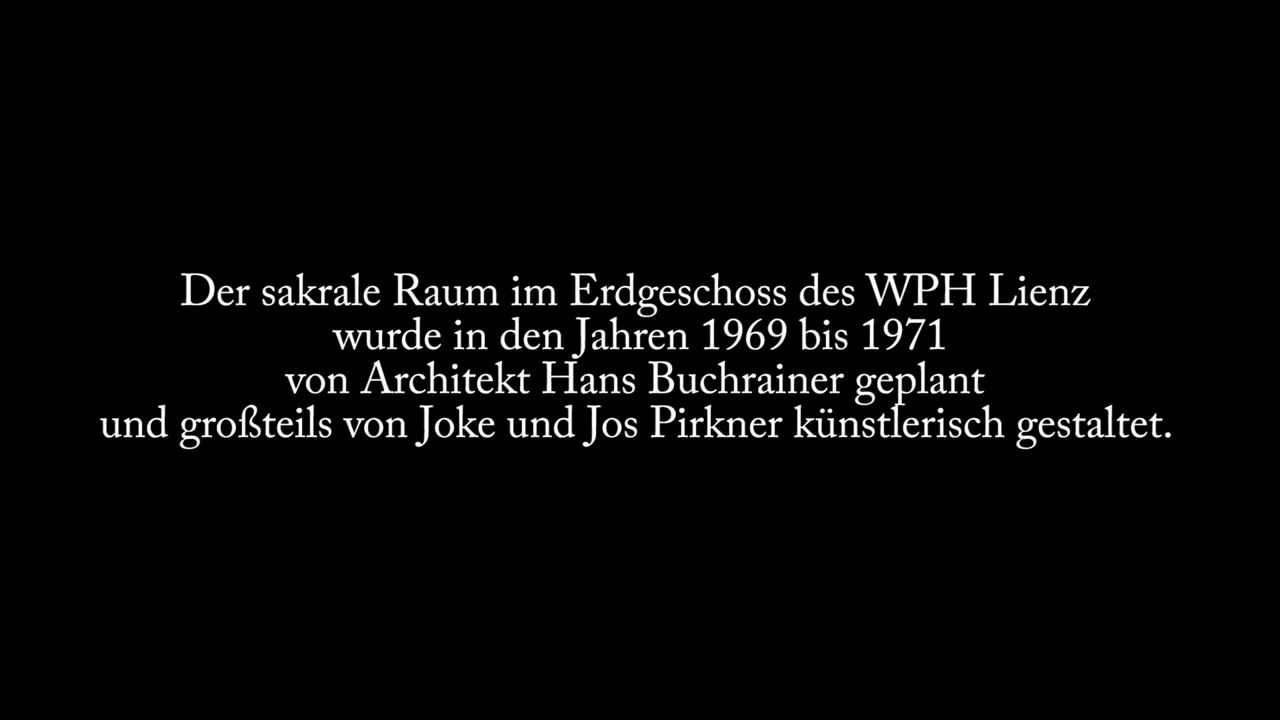 Der sakrale Raum im Erdgeschoss des WPH Lienz
wurde in den Jahren 1969 bis 1971
von Architekt Hans Buchrainer geplant
und großteils von Joke und Jos Pirkner künstlerisch gestaltet.